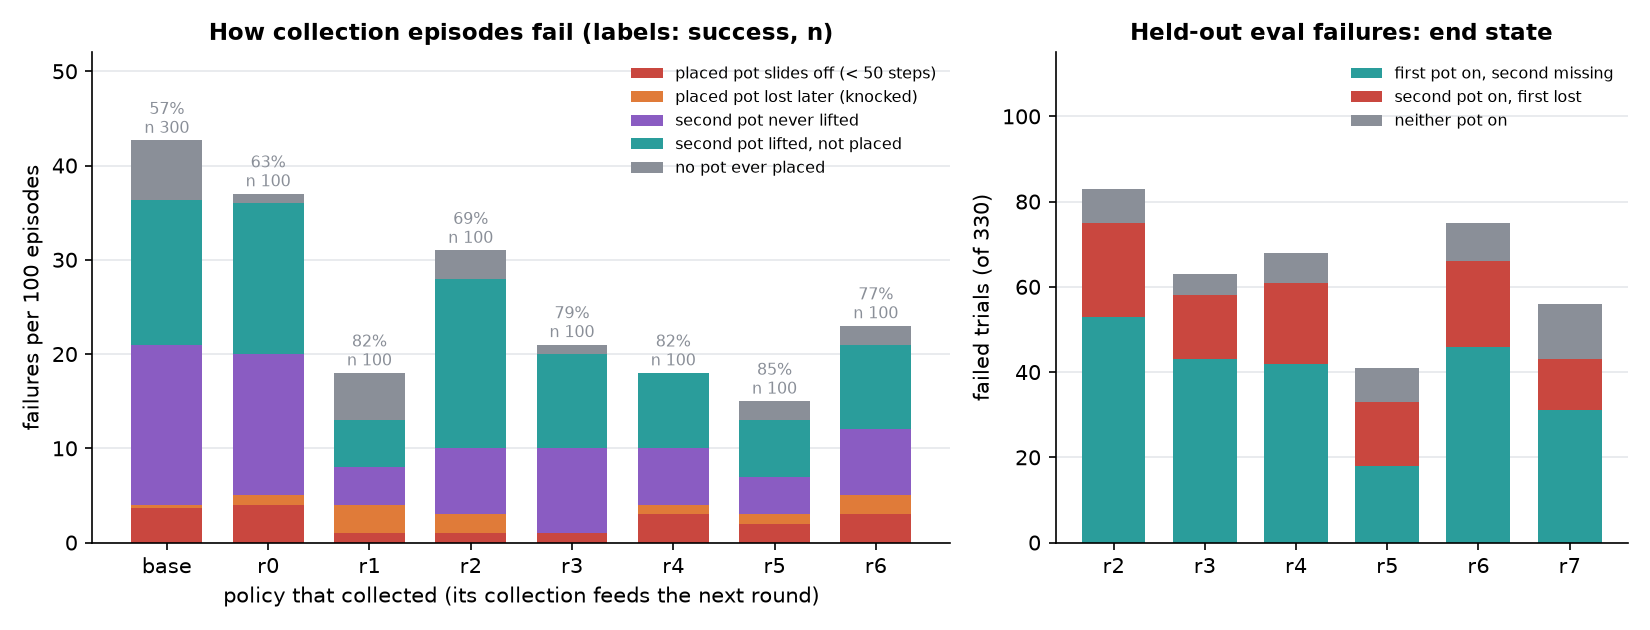 How collection episodes fail (labels: success, n)
failures per 100 episodes
50
40
30
20
10
0
57%
n 300
63%
n 100
82%
n 100
69%
n 100
79%
n 100
82%
n 100
85%
n 100
77%
n 100
placed pot slides off (< 50 steps)
placed pot lost later (knocked)
second pot never lifted
second pot lifted, not placed
no pot ever placed
base
r0
r1
r2
r3
r4
r5
r6
policy that collected (its collection feeds the next round)
Held-out eval failures: end state
failed trials (of 330)
100
80
60
40
20
0
first pot on, second missing
second pot on, first lost
neither pot on
r2
r3
r4
r5
r6
r7